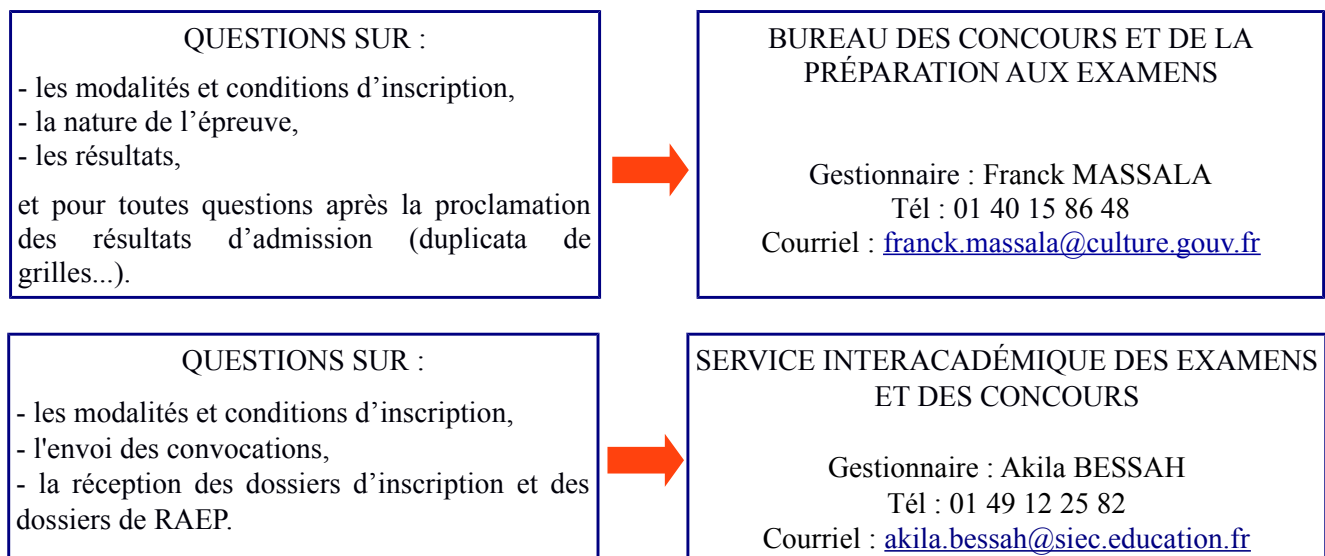 QUESTIONS SUR :
- les modalités et conditions d’inscription,
- la nature de l’épreuve,
- les résultats,
et pour toutes questions après la proclamation
des résultats d’admission (duplicata de
grilles...).
BUREAU DES CONCOURS ET DE LA
PRÉPARATION AUX EXAMENS
Gestionnaire : Franck MASSALA
Tél : 01 40 15 86 48
Courriel : franck.massala@culture.gouv.fr
QUESTIONS SUR :
- les modalités et conditions d’inscription,
- l'envoi des convocations,
- la réception des dossiers d’inscription et des
dossiers de RAEP.
SERVICE INTERACADÉMIQUE DES EXAMENS
ET DES CONCOURS
Gestionnaire : Akila BESSAH
Tél : 01 49 12 25 82
Courriel : akila.bessah@siec.education.fr